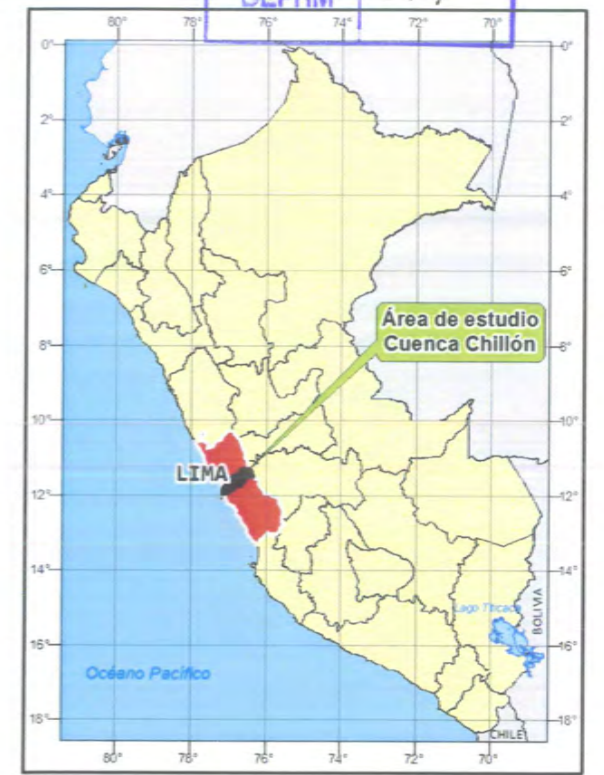 DEPHM
80° 78° 76° 74° 72° 70°
0° 0°
2° 2°
4° 4°
6° 6°
Área de estudio
Cuenca Chillón
8° 8°
10° 10°
LIMA
12° 12°
14° 14°
Lago Titicaca
BOLIVIA
16° 16°
Océano Pacífico
18° 18°
CHILE
80° 78° 76° 74° 72° 70°